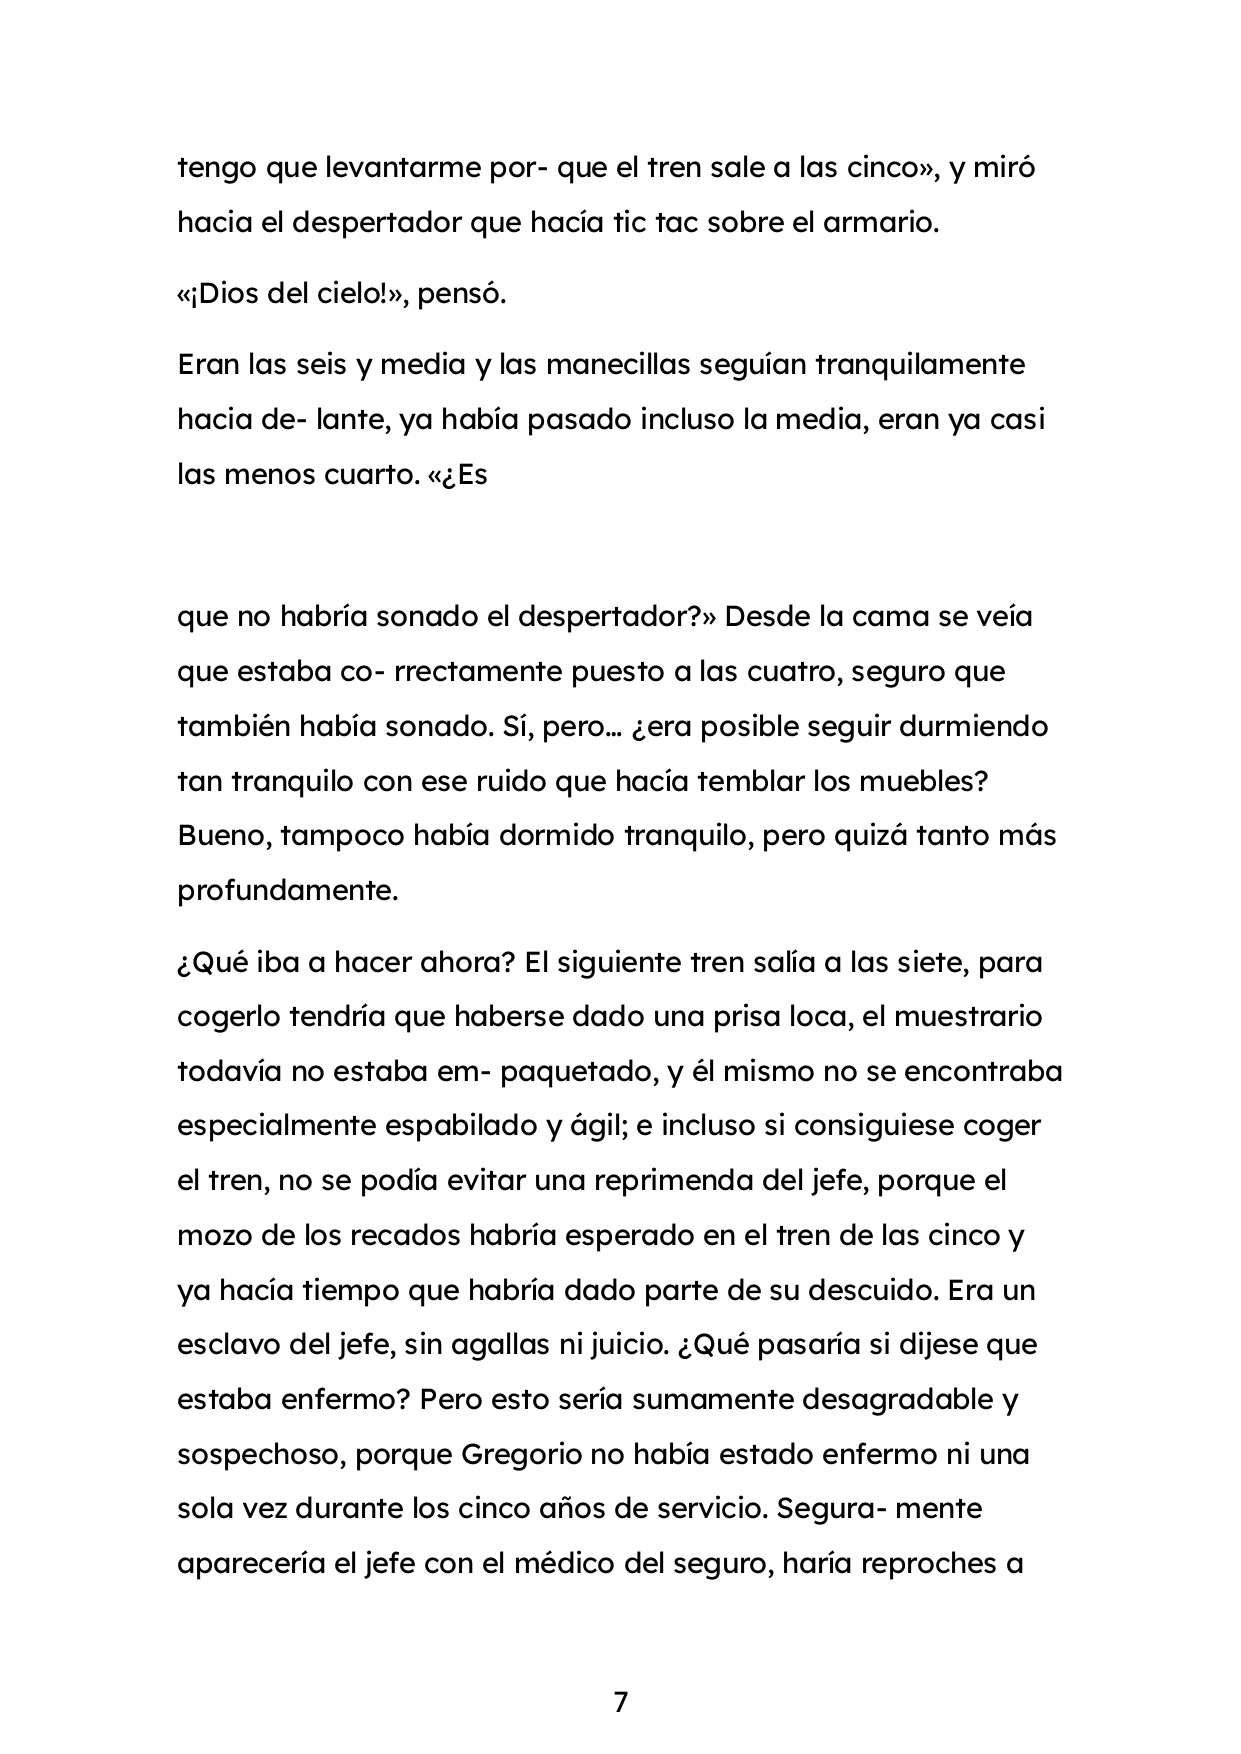 tengo que levantarme por- que el tren sale a las cinco», y miró
hacia el despertador que hacía tic tac sobre el armario.
«¡Dios del cielo!», pensó.
Eran las seis y media y las manecillas seguían tranquilamente
hacia de- lante, ya había pasado incluso la media, eran ya casi
las menos cuarto. «¿Es
que no habría sonado el despertador?» Desde la cama se veía
que estaba co- rrectamente puesto a las cuatro, seguro que
también había sonado. Sí, pero... ¿era posible seguir durmiendo
tan tranquilo con ese ruido que hacía temblar los muebles?
Bueno, tampoco había dormido tranquilo, pero quizá tanto más
profundamente.
¿Qué iba a hacer ahora? El siguiente tren salía a las siete, para
cogerlo tendría que haberse dado una prisa loca, el muestrario
todavía no estaba em- paquetado, y él mismo no se encontraba
especialmente espabilado y ágil; e incluso si consiguiese coger
el tren, no se podía evitar una reprimenda del jefe, porque el
mozo de los recados habría esperado en el tren de las cinco y
ya hacía tiempo que habría dado parte de su descuido. Era un
esclavo del jefe, sin agallas ni juicio. ¿Qué pasaría si dijese que
estaba enfermo? Pero esto sería sumamente desagradable y
sospechoso, porque Gregorio no había estado enfermo ni una
sola vez durante los cinco años de servicio. Segura- mente
aparecería el jefe con el médico del seguro, haría reproches a
7